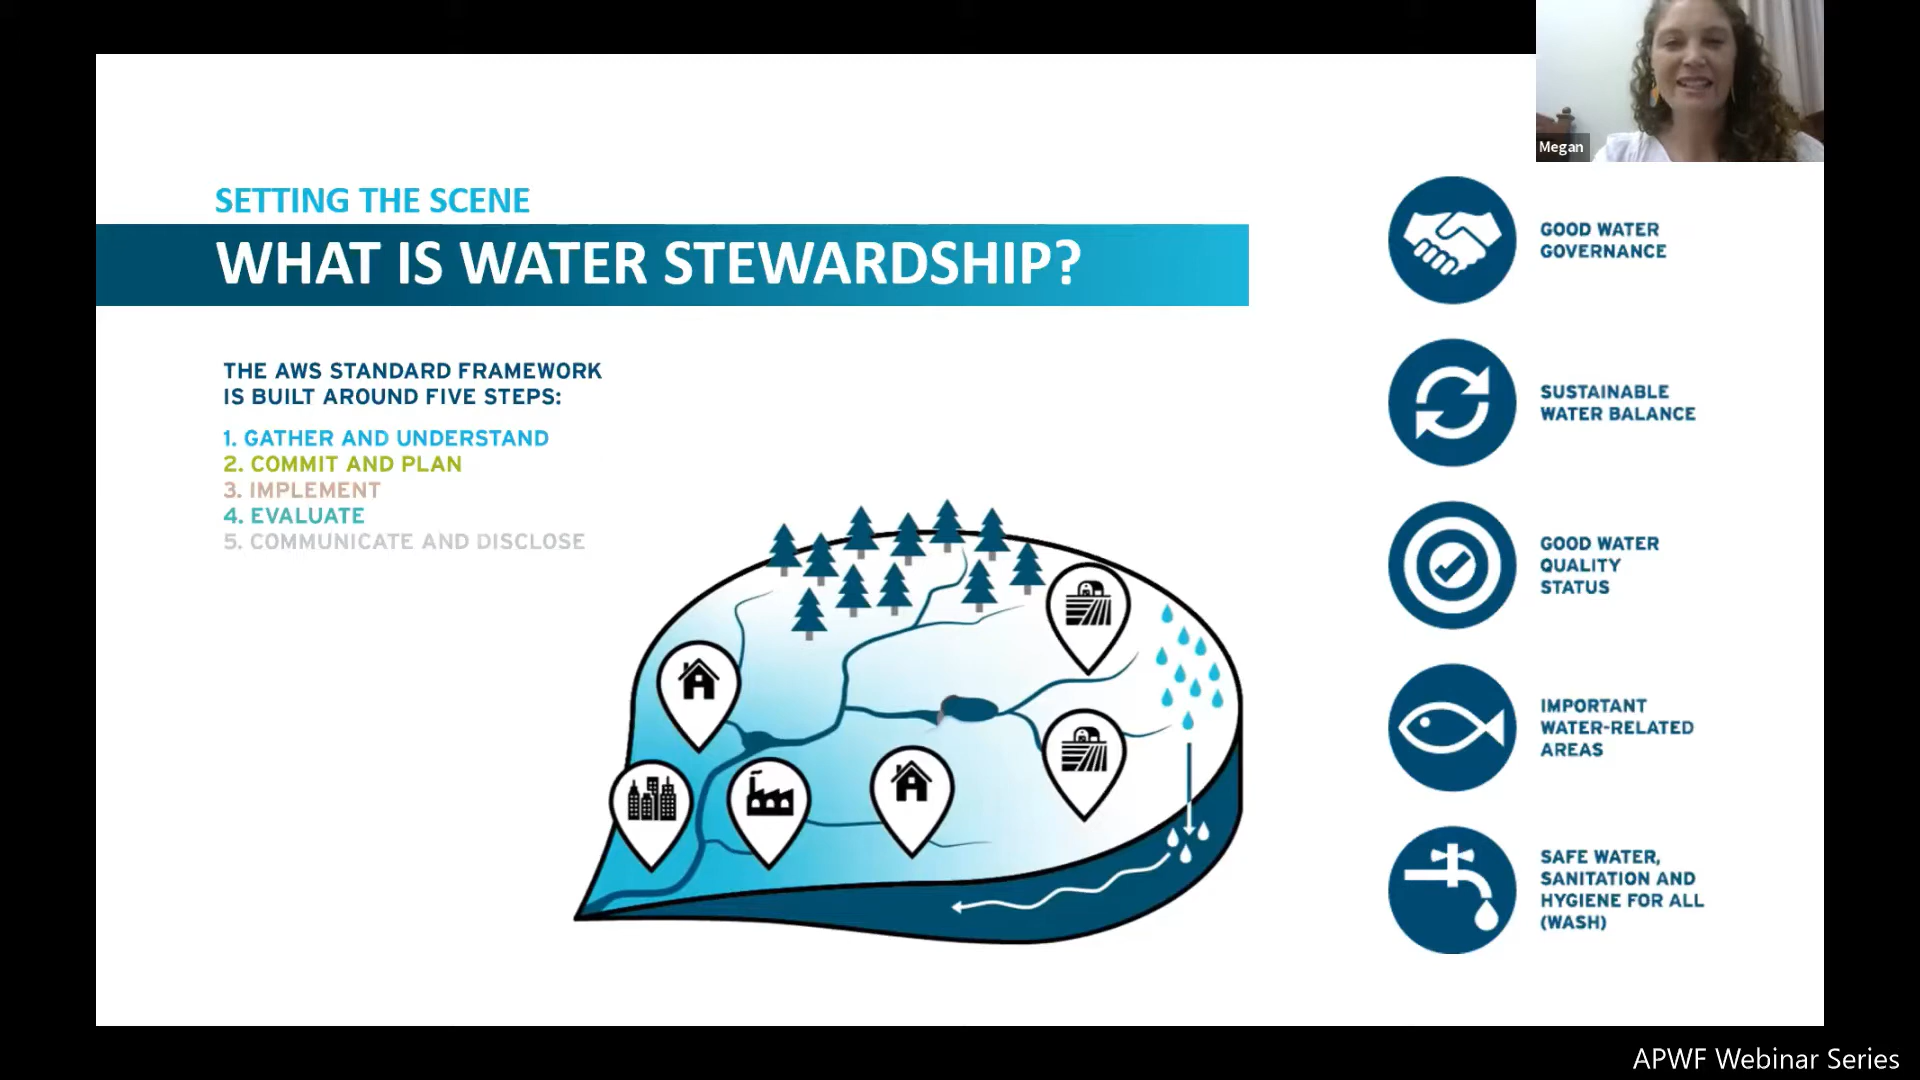 Megan
SETTING THE SCENE
WHAT IS WATER STEWARDSHIP?
THE AWS STANDARD FRAMEWORK
IS BUILT AROUND FIVE STEPS:
1. GATHER AND UNDERSTAND
2. COMMIT AND PLAN
3. IMPLEMENT
4. EVALUATE
5. COMMUNICATE AND DISCLOSE
GOOD WATER
GOVERNANCE
SUSTAINABLE
WATER BALANCE
GOOD WATER
QUALITY
STATUS
IMPORTANT
WATER-RELATED
AREAS
SAFE WATER,
SANITATION AND
HYGIENE FOR ALL
(WASH)
APWF Webinar Series